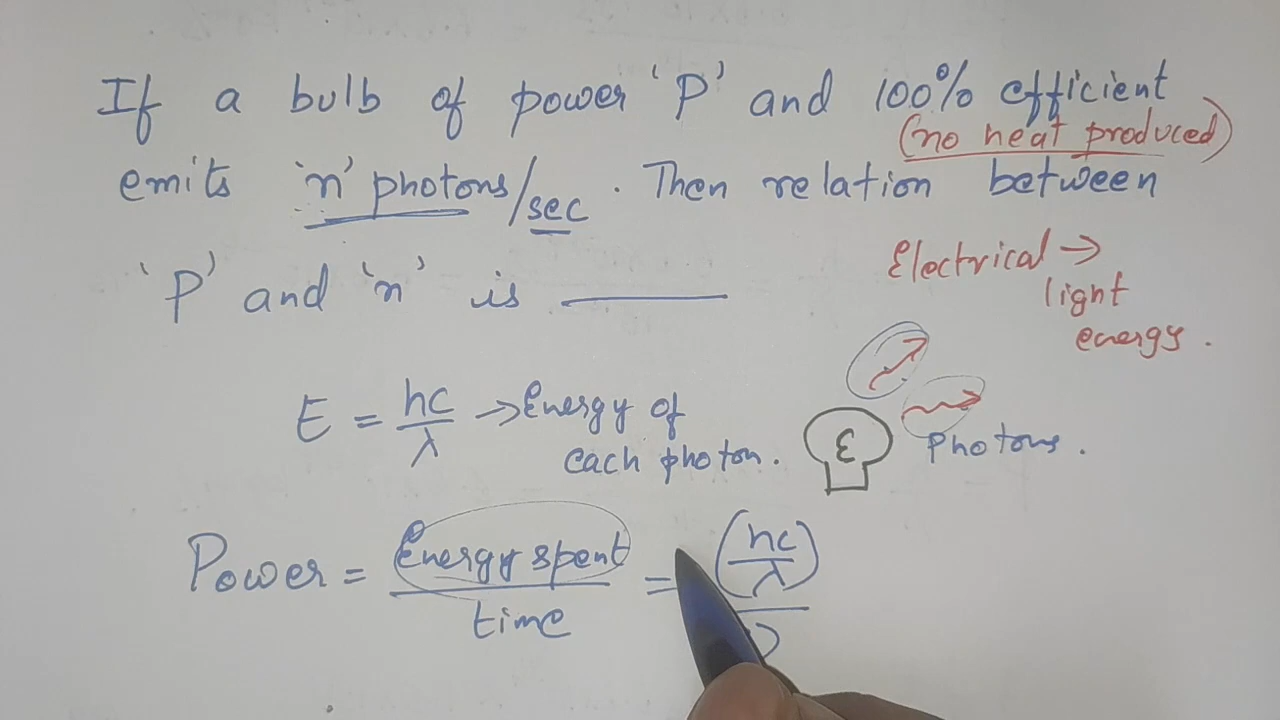 If a bulb of power 'P' and 100% efficient
(no heat produced)
emits 'n' photons/sec. Then relation between
'P' and 'n' is ______
Electrical →
light
energy.
E = hc/λ → Energy of
each photon.
Photons.
Power = Energy spent/time = (hc/λ)/